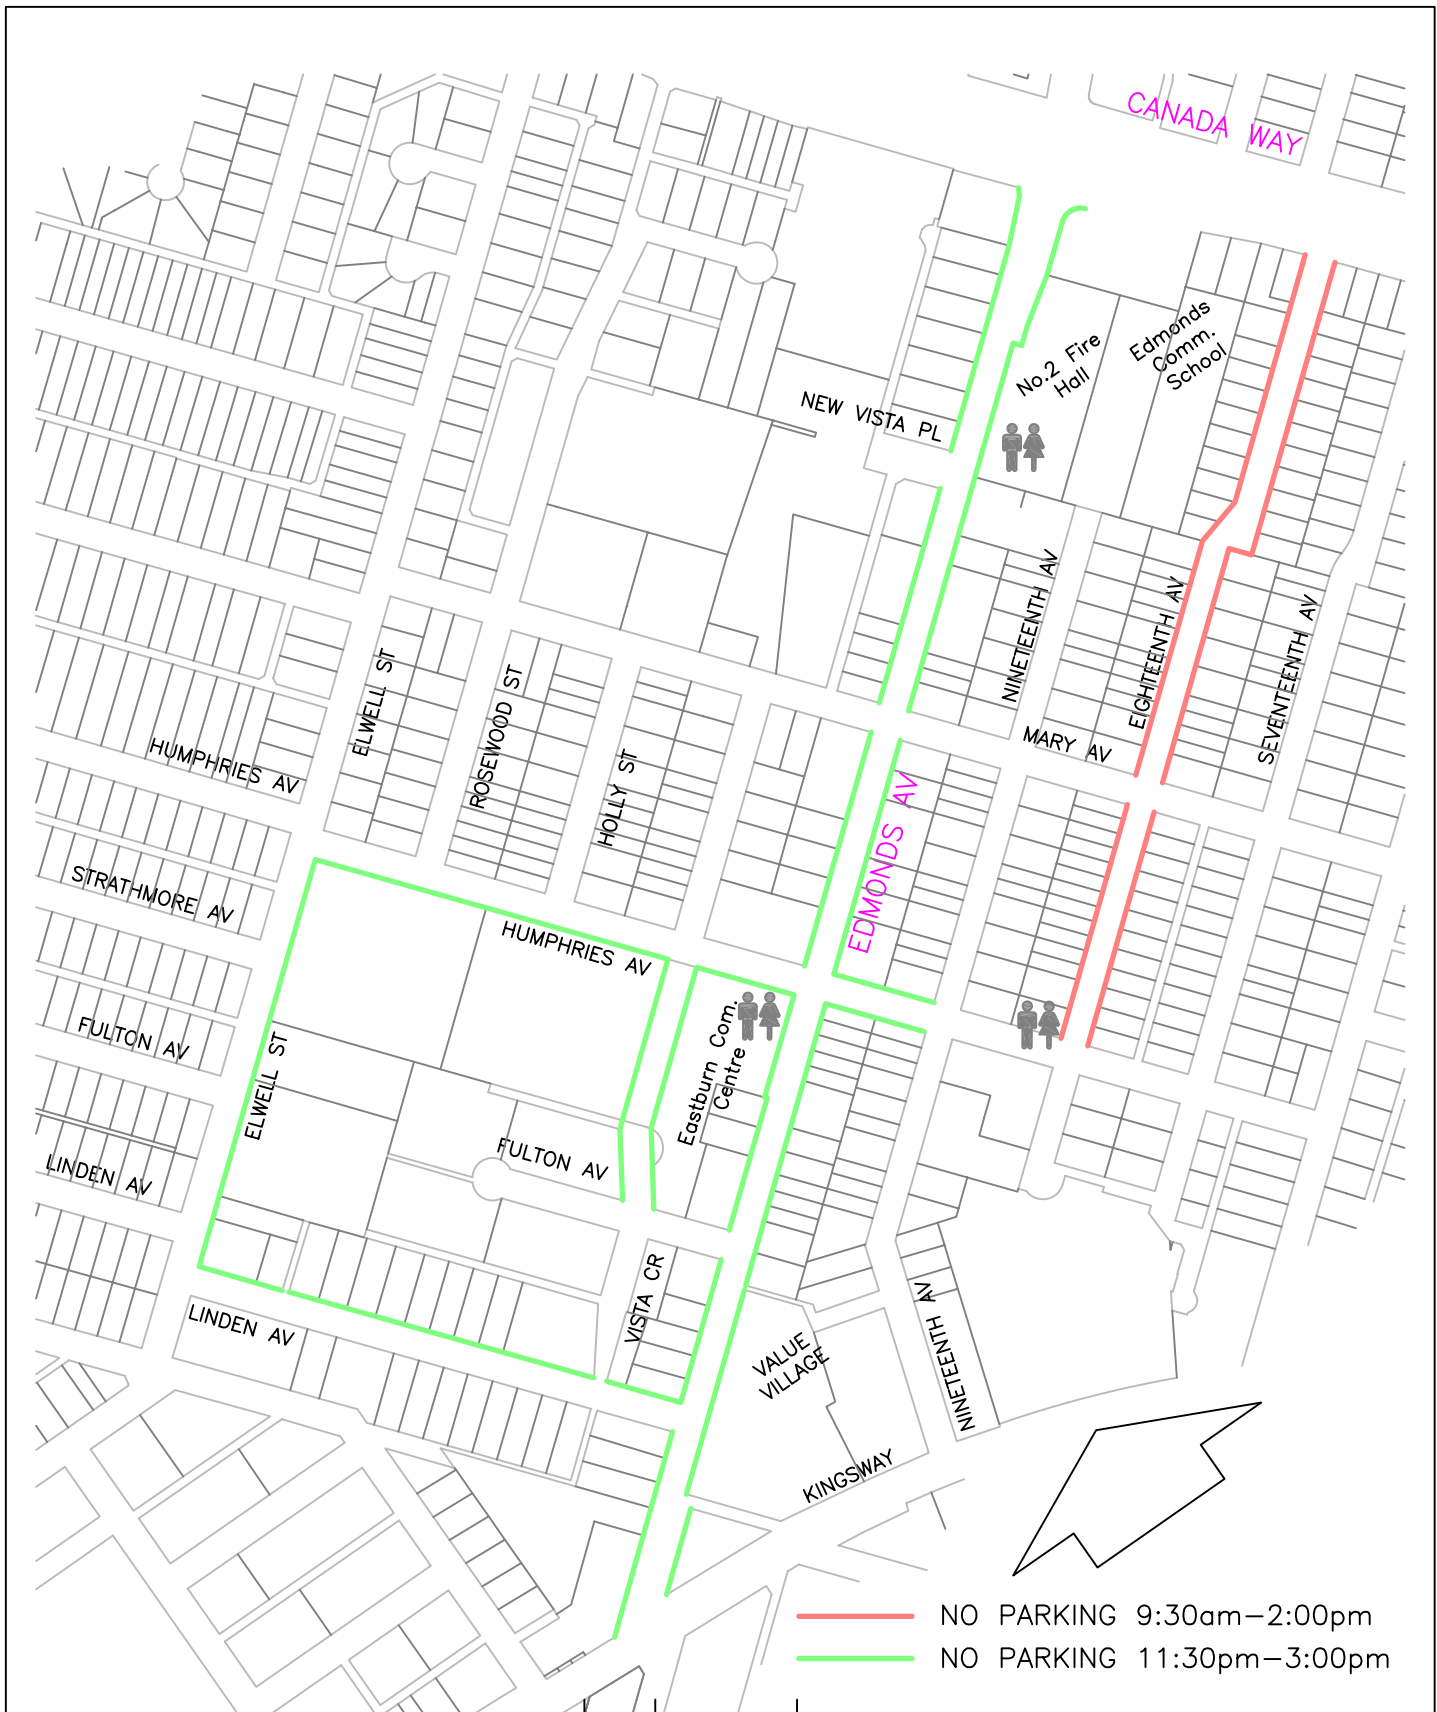 CANADA WAY
Edmonds
Comm.
School
No.2 Fire
Hall
NEW VISTA PL
NINETEENTH AV
EIGHTEENTH AV
SEVENTEENTH AV
ELWELL ST
ROSEWOOD ST
HOLLY ST
MARY AV
HUMPHRIES AV
EDMONDS AV
STRATHMORE AV
HUMPHRIES AV
Eastburn Com.
Centre
FULTON AV
ELWELL ST
FULTON AV
LINDEN AV
LINDEN AV
VISTA CR
VALUE
VILLAGE
NINETEENTH AV
KINGSWAY
NO PARKING 9:30am–2:00pm
NO PARKING 11:30pm–3:00pm